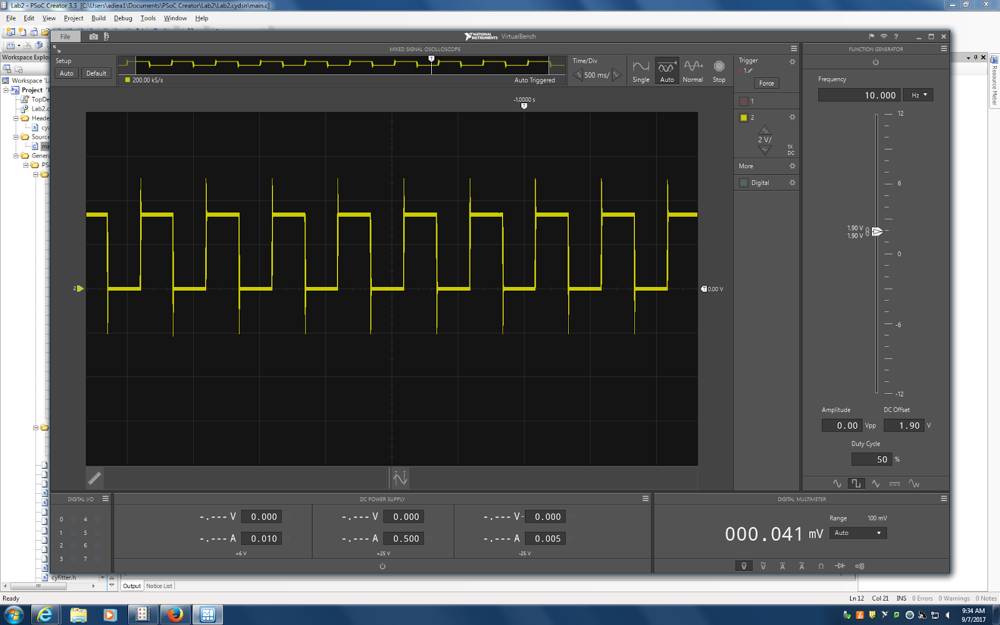 Lab2 - PSoC Creator 3.3 [C:\Users\adiea1\Documents\PSoC Creator\Lab2\Lab2.cydsn\main.c]
File Edit View Project Build Debug Tools Window Help
File
NATIONAL INSTRUMENTS VirtualBench
?
MIXED SIGNAL OSCILLOSCOPE
FUNCTION GENERATOR
Workspace Explo
Setup
Auto Default
200.00 kS/s
T
Auto Triggered
Time/Div
500 ms/
Single Auto Normal Stop
Trigger
1
Force
Frequency
10.000 Hz
Resource Meter
Workspace 'La
Project '
TopDe
Lab2.c
Heade
cya
Source
ma
Genera
PSo
-1.0000 s
T
1
2
2 V/
1X
DC
More
Digital
2
T 0.00 V
12
6
1.90 V
1.90 V
0
-6
-12
Amplitude DC Offset
0.00 Vpp 1.90 V
Duty Cycle
50 %
DIGITAL I/O
0 4
1 5
2 6
3 7
DC POWER SUPPLY
-.--- V 0.000
-.--- A 0.010
+6 V
-.--- V 0.000
-.--- A 0.500
+25 V
-.--- V - 0.000
-.--- A 0.005
-25 V
DIGITAL MULTIMETER
000.041 mV
Range 100 mV
Auto
cyfitter.h
Output Notice List
Ready
Ln 12 Col 21 INS 0 Errors 0 Warnings 0 Notes
9:34 AM
9/7/2017